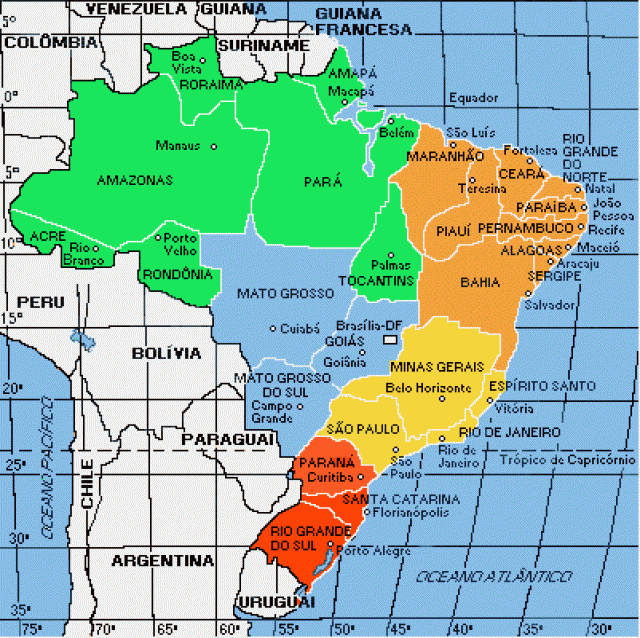 VENEZUELA
GUIANA
GUIANA
FRANCESA
SURINAME
COLÔMBIA
5°
Boa
Vista
RORAIMA
AMAPÁ
Macapá
Equador
0°
Belém
São Luís
MARANHÃO
Fortaleza
RIO
GRANDE
DO
NORTE
CEARÁ
Manaus
AMAZONAS
PARÁ
Teresina
Natal
5°
PARAÍBA
João
Pessoa
PIAUÍ
PERNAMBUCO
Recife
ACRE
Rio
Branco
Porto
Velho
10°
ALAGOAS
Maceió
Palmas
TOCANTINS
Aracaju
SERGIPE
RONDÔNIA
BAHIA
MATO GROSSO
Salvador
PERU
15°
Cuiabá
Brasília-DF
GOIÁS
Goiânia
BOLÍVIA
MINAS GERAIS
MATO GROSSO
DO SUL
Belo Horizonte
ESPÍRITO SANTO
20°
Campo
Grande
Vitória
SÃO PAULO
PARAGUAI
RIO DE JANEIRO
Rio de
Janeiro
PARANÁ
São
Paulo
Trópico de Capricórnio
25°
Curitiba
OCEANO PACÍFICO
CHILE
SANTA CATARINA
Florianópolis
RIO GRANDE
DO SUL
Porto Alegre
30°
ARGENTINA
OCEANO ATLÂNTICO
URUGUAI
35°
75°
70°
65°
60°
55°
50°
45°
40°
35°
30°